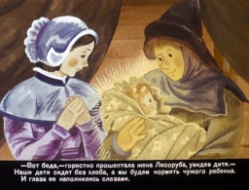 —Вот беда,—горестно прошептала жена Лесоруба, увидев дитя.—
Наши дети сидят без хлеба, а мы будем кормить чужого ребенка.
И глаза ее наполнились слезами.